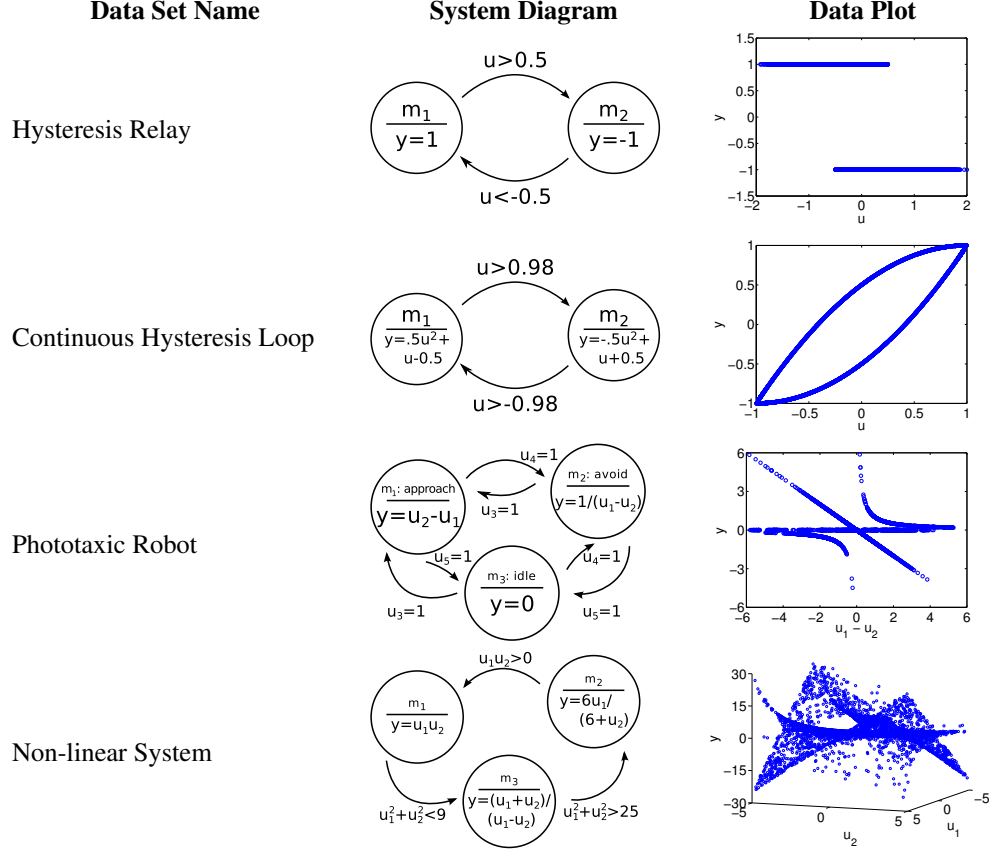 Data Set Name System Diagram Data Plot
Hysteresis Relay
u>0.5
m₁
y=1
m₂
y=-1
u<-0.5
1.5
1
0.5
0
−0.5
−1
−1.5
y
−2 −1 0 1 2
u
Continuous Hysteresis Loop
u>0.98
m₁
y=.5u²+
u-0.5
m₂
y=-.5u²+
u+0.5
u>-0.98
1
0.5
0
−0.5
−1
y
−1 −0.5 0 0.5 1
u
Phototaxic Robot
u₄=1
m₁: approach
y=u₂-u₁
m₂: avoid
y=1/(u₁-u₂)
u₃=1
u₅=1
u₄=1
m₃: idle
y=0
u₃=1
u₅=1
6
3
0
−3
−6
y
−6 −4 −2 0 2 4 6
u₁ − u₂
Non-linear System
u₁u₂>0
m₁
y=u₁u₂
m₂
y=6u₁/
(6+u₂)
m₃
y=(u₁+u₂)/
(u₁-u₂)
u₁²+u₂²<9
u₁²+u₂²>25
30
15
0
−15
−30
y
−5 0 5
u₂
5 0 −5
u₁